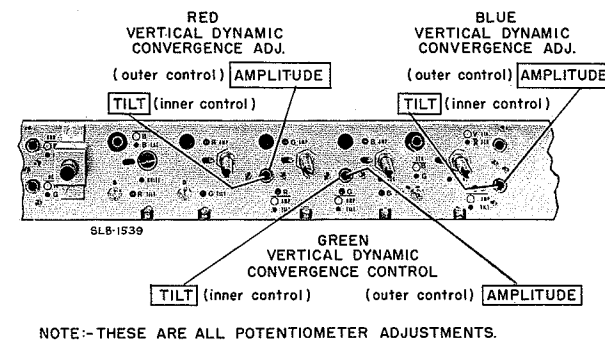 RED
VERTICAL DYNAMIC
CONVERGENCE ADJ.
(outer control) AMPLITUDE
TILT (inner control)
BLUE
VERTICAL DYNAMIC
CONVERGENCE ADJ.
(outer control) AMPLITUDE
TILT (inner control)
SLB-1539
GREEN
VERTICAL DYNAMIC
CONVERGENCE CONTROL
TILT (inner control)
(outer control) AMPLITUDE
NOTE:-THESE ARE ALL POTENTIOMETER ADJUSTMENTS.